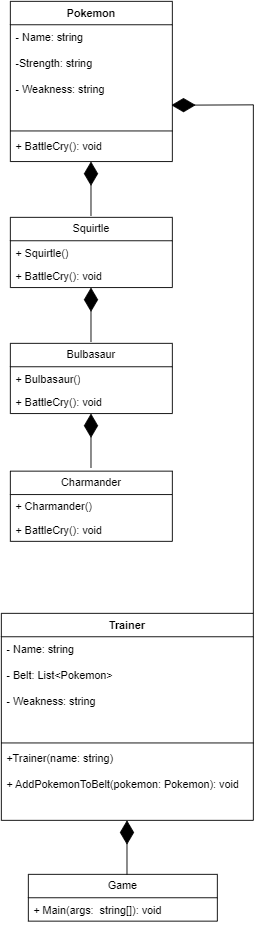 Pokemon
- Name: string
-Strength: string
- Weakness: string
+ BattleCry(): void
Squirtle
+ Squirtle()
+ BattleCry(): void
Bulbasaur
+ Bulbasaur()
+ BattleCry(): void
Charmander
+ Charmander()
+ BattleCry(): void
Trainer
- Name: string
- Belt: List<Pokemon>
- Weakness: string
+Trainer(name: string)
+ AddPokemonToBelt(pokemon: Pokemon): void
Game
+ Main(args:  string[]): void